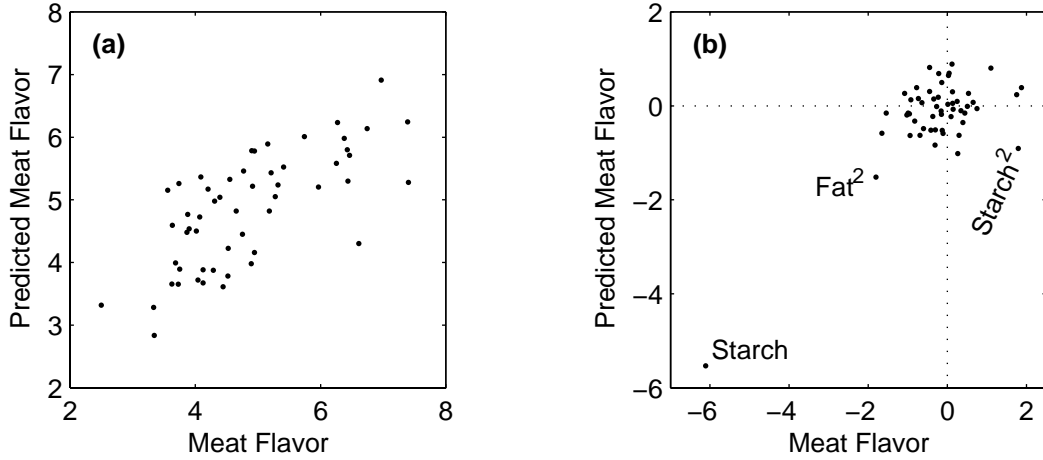 (a)
Predicted Meat Flavor
8
7
6
5
4
3
2
2 4 6 8
Meat Flavor
(b)
Predicted Meat Flavor
2
0
−2
−4
−6
Fat²
Starch²
Starch
−6 −4 −2 0 2
Meat Flavor